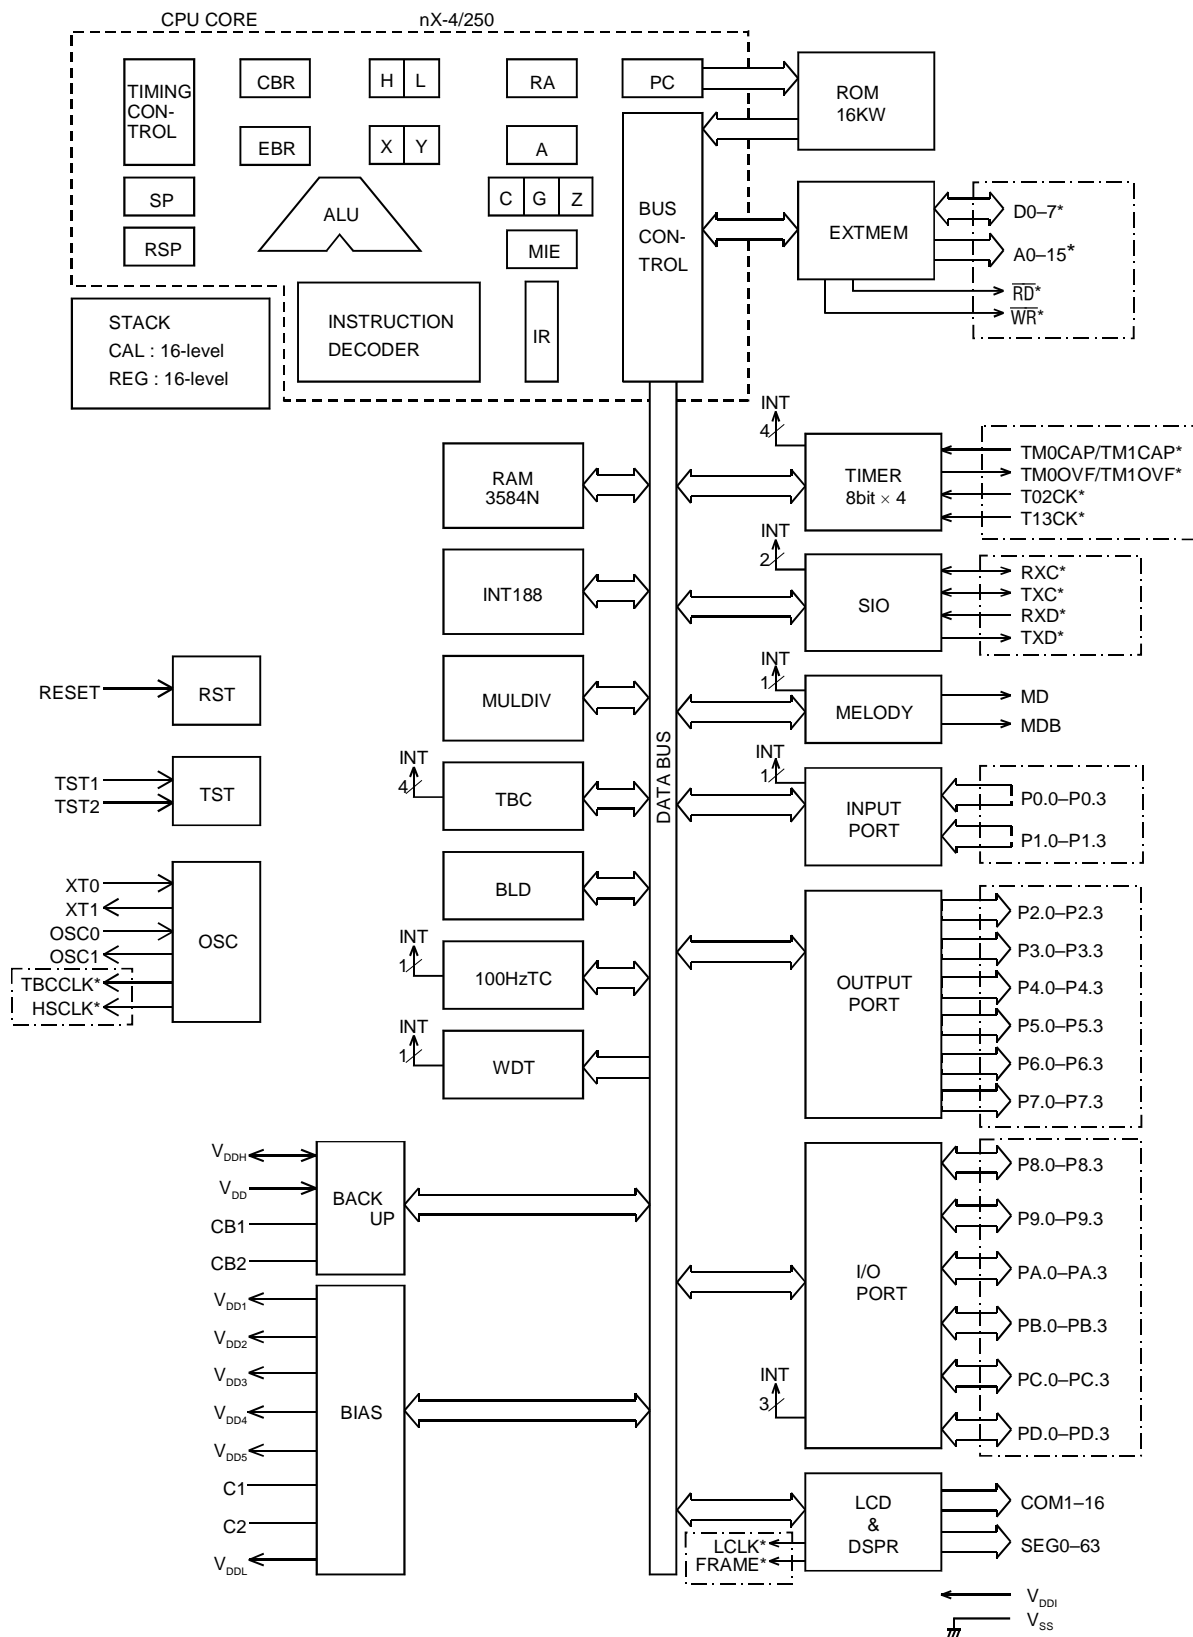 CPU CORE
nX-4/250
TIMING
CON-
TROL
CBR
H L
RA
PC
ROM
16KW
EBR
X Y
A
SP
ALU
C G Z
BUS
CON-
TROL
EXTMEM
D0–7*
A0–15*
RD*
WR*
RSP
MIE
STACK
CAL : 16-level
REG : 16-level
INSTRUCTION
DECODER
IR
INT
4
RAM
3584N
TIMER
8bit × 4
TM0CAP/TM1CAP*
TM0OVF/TM1OVF*
T02CK*
T13CK*
INT
2
INT188
SIO
RXC*
TXC*
RXD*
TXD*
INT
1
RESET
RST
MULDIV
MELODY
MD
MDB
DATA BUS
TST1
TST2
TST
INT
4
TBC
INT
1
INPUT
PORT
P0.0–P0.3
P1.0–P1.3
XT0
XT1
OSC0
OSC1
TBCCLK*
HSCLK*
OSC
BLD
INT
1
100HzTC
INT
1
WDT
OUTPUT
PORT
P2.0–P2.3
P3.0–P3.3
P4.0–P4.3
P5.0–P5.3
P6.0–P6.3
P7.0–P7.3
VDDH
VDD
CB1
CB2
BACK
UP
I/O
PORT
P8.0–P8.3
P9.0–P9.3
PA.0–PA.3
PB.0–PB.3
PC.0–PC.3
PD.0–PD.3
INT
3
VDD1
VDD2
VDD3
VDD4
VDD5
C1
C2
VDDL
BIAS
LCD
&
DSPR
COM1–16
SEG0–63
LCLK*
FRAME*
VDDI
VSS